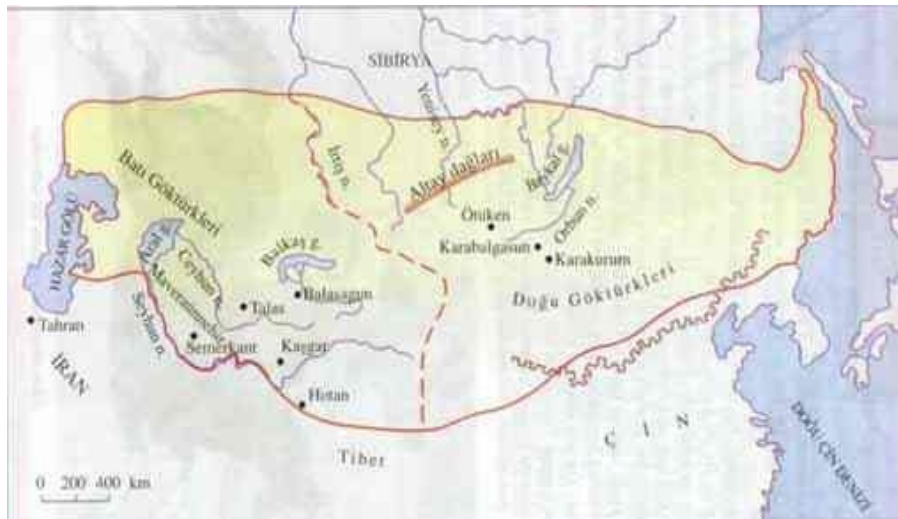 SİBİRYA
Yenisey n.
İrtiş n.
Altay dağları
Baykal g.
Orhun n.
Batı Göktürkleri
HAZAR GÖLÜ
Aral g.
Ceyhun n.
Maveraünnehir
Seyhun n.
Balkaş g.
Ötüken
Karabalgasun
Karakurum
Doğu Göktürkleri
Talas
Balasagun
Tahran
Semerkant
Kaşgar
İRAN
Hotan
Tibet
ÇİN
DOĞU ÇİN DENİZİ
0 200 400 km